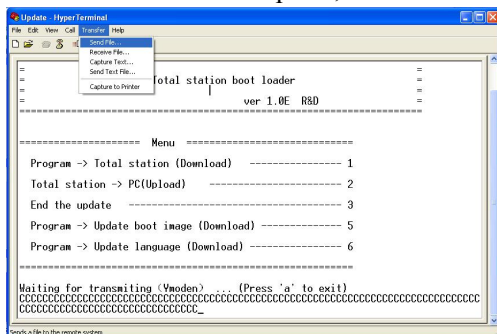 Update - HyperTerminal
File Edit View Call Transfer Help
Send File...
Receive File...
Capture Text...
Send Text File...
Capture to Printer
= =
= Total station boot loader =
= =
= ver 1.0E R&D =
==================== Menu ===========================
Program -> Total station (Download) ---------------- 1
Total station -> PC(Upload) ---------------- 2
End the update ---------------------------- 3
Program -> Update boot image (Download) ------------- 5
Program -> Update language (Download) --------------- 6
Waiting for transmiting (Ymoden) ... (Press 'a' to exit)
CCCCCCCCCCCCCCCCCCCCCCCCCCCCCCCCCCCCCCCCCCCCCCCCCCCCCCCCCCCCCCCCCCCCCCCCCCCCCCCC
CCCCCCCCCCCCCCCCCCCCCCCCCCCCCCC_
Sends a file to the remote system